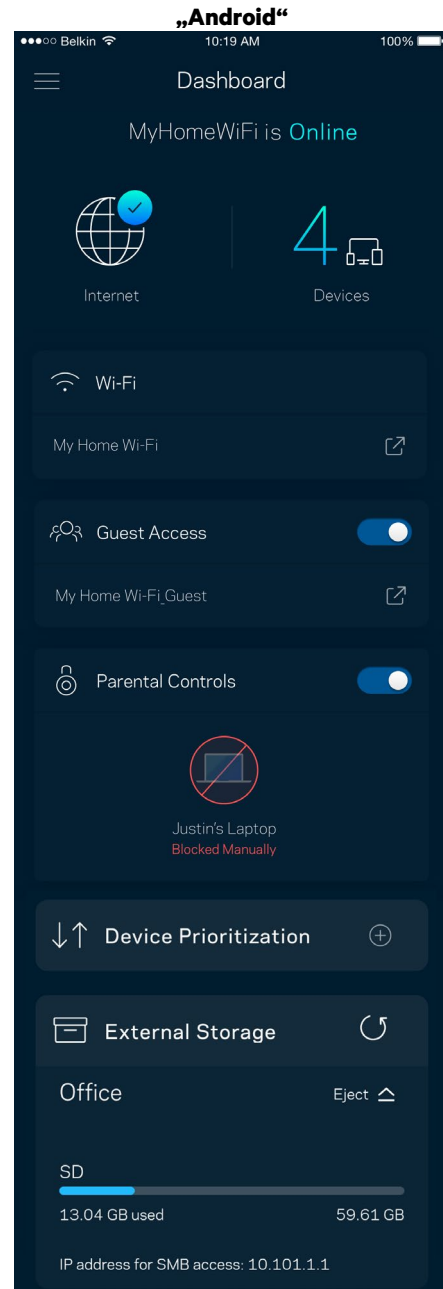 „Android“
Belkin 10:19 AM 100%
Dashboard
MyHomeWiFi is Online
4
Internet Devices
Wi-Fi
My Home Wi-Fi
Guest Access
My Home Wi-Fi_Guest
Parental Controls
Justin's Laptop
Blocked Manually
Device Prioritization
External Storage
Office Eject
SD
13.04 GB used 59.61 GB
IP address for SMB access: 10.101.1.1